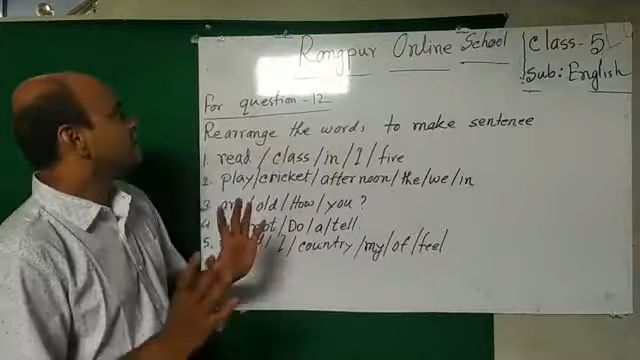 Rangpur Online School
Class-5
Sub: English
For question-12
Rearrange the words to make sentence
1. read / class / in / I / five
2. play/cricket/afternoon/the/we/in
3 are/old/How/you?
4 not/Do/a/tell.
5. I/country/my/of/feel